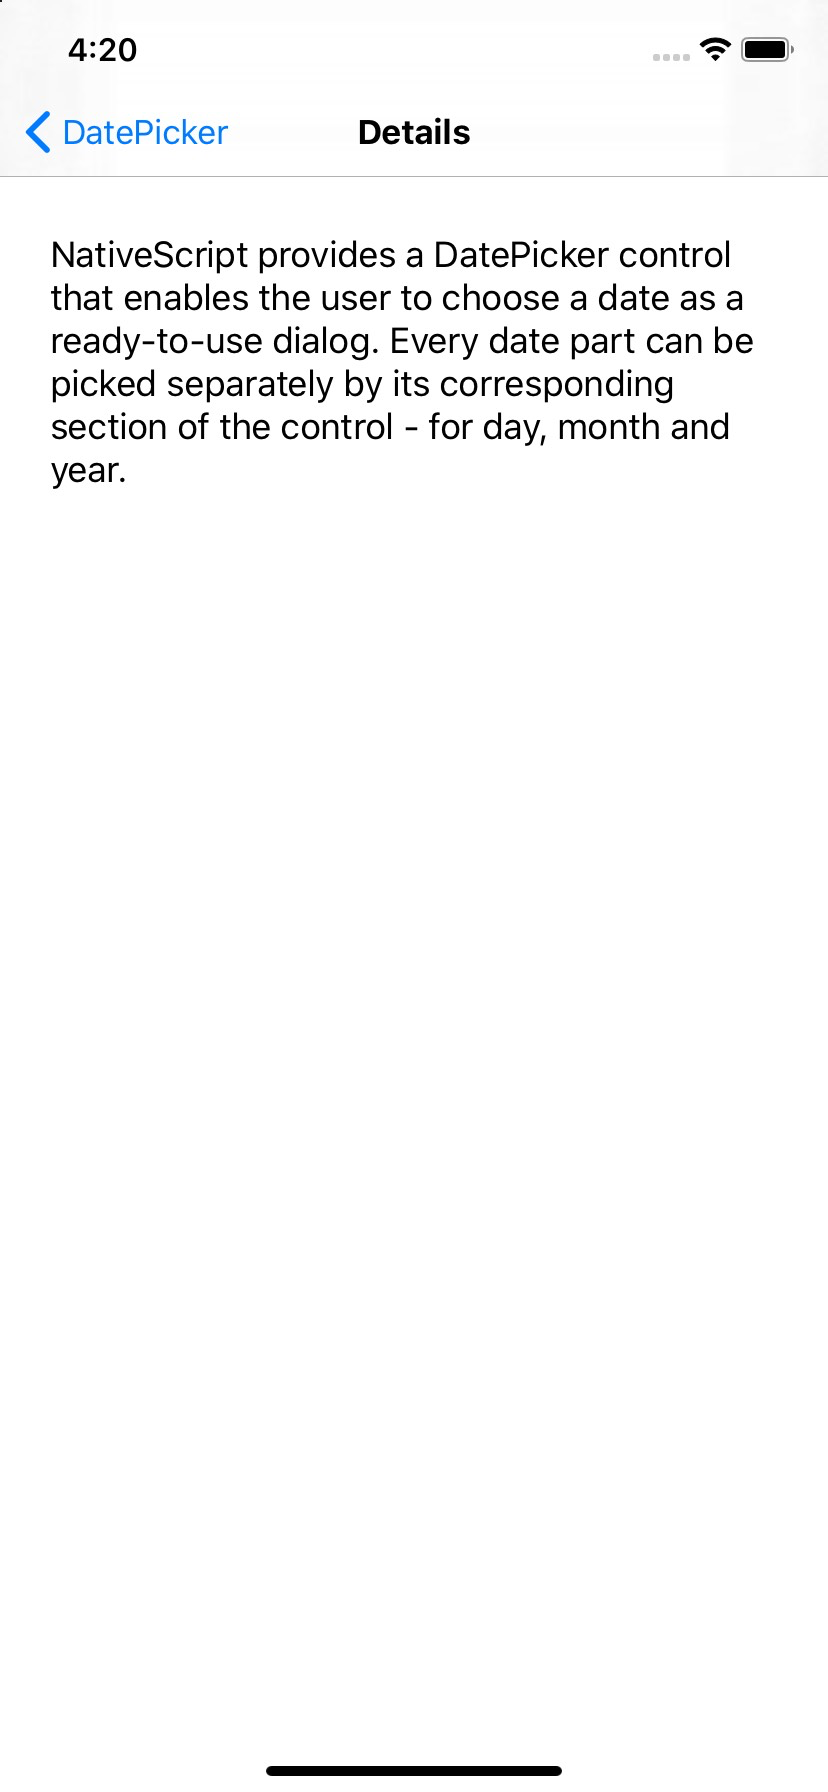 4:20
DatePicker
Details
NativeScript provides a DatePicker control
that enables the user to choose a date as a
ready-to-use dialog. Every date part can be
picked separately by its corresponding
section of the control - for day, month and
year.